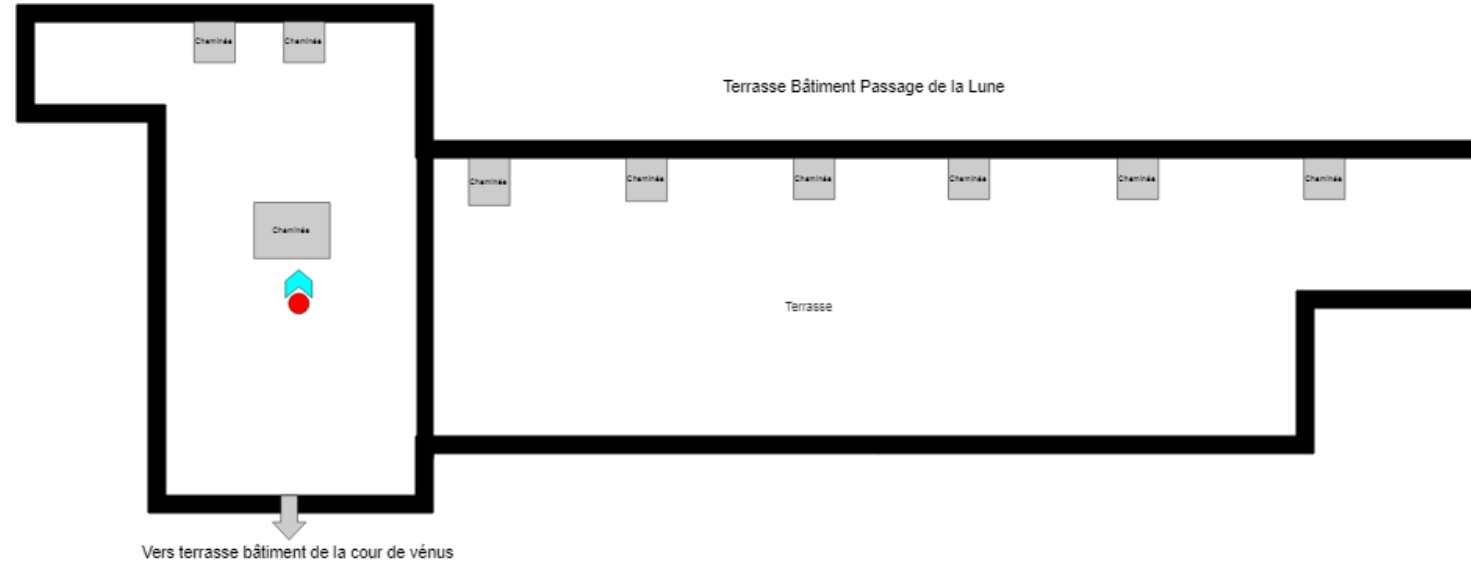 Cheminée
Cheminée
Terrasse Bâtiment Passage de la Lune
Cheminée
Cheminée
Cheminée
Cheminée
Cheminée
Cheminée
Cheminée
Terrasse
Vers terrasse bâtiment de la cour de vénus